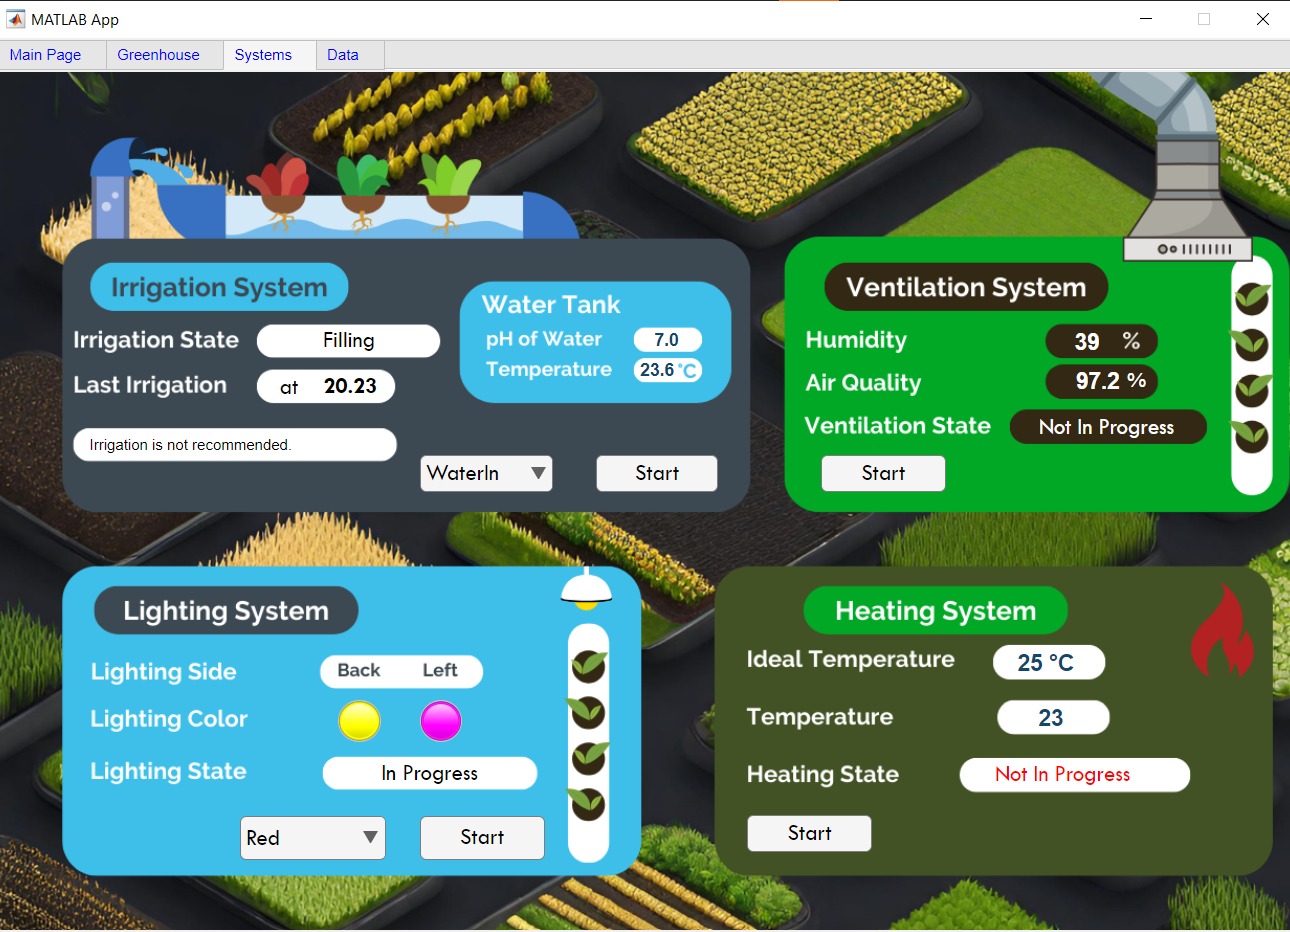 MATLAB App
Main Page Greenhouse Systems Data
Irrigation System
Irrigation State Filling
Last Irrigation at 20.23
Irrigation is not recommended.
WaterIn Start
Water Tank
pH of Water 7.0
Temperature 23.6 °C
Ventilation System
Humidity 39 %
Air Quality 97.2 %
Ventilation State Not In Progress
Start
Lighting System
Lighting Side Back Left
Lighting Color
Lighting State In Progress
Red Start
Heating System
Ideal Temperature 25 °C
Temperature 23
Heating State Not In Progress
Start